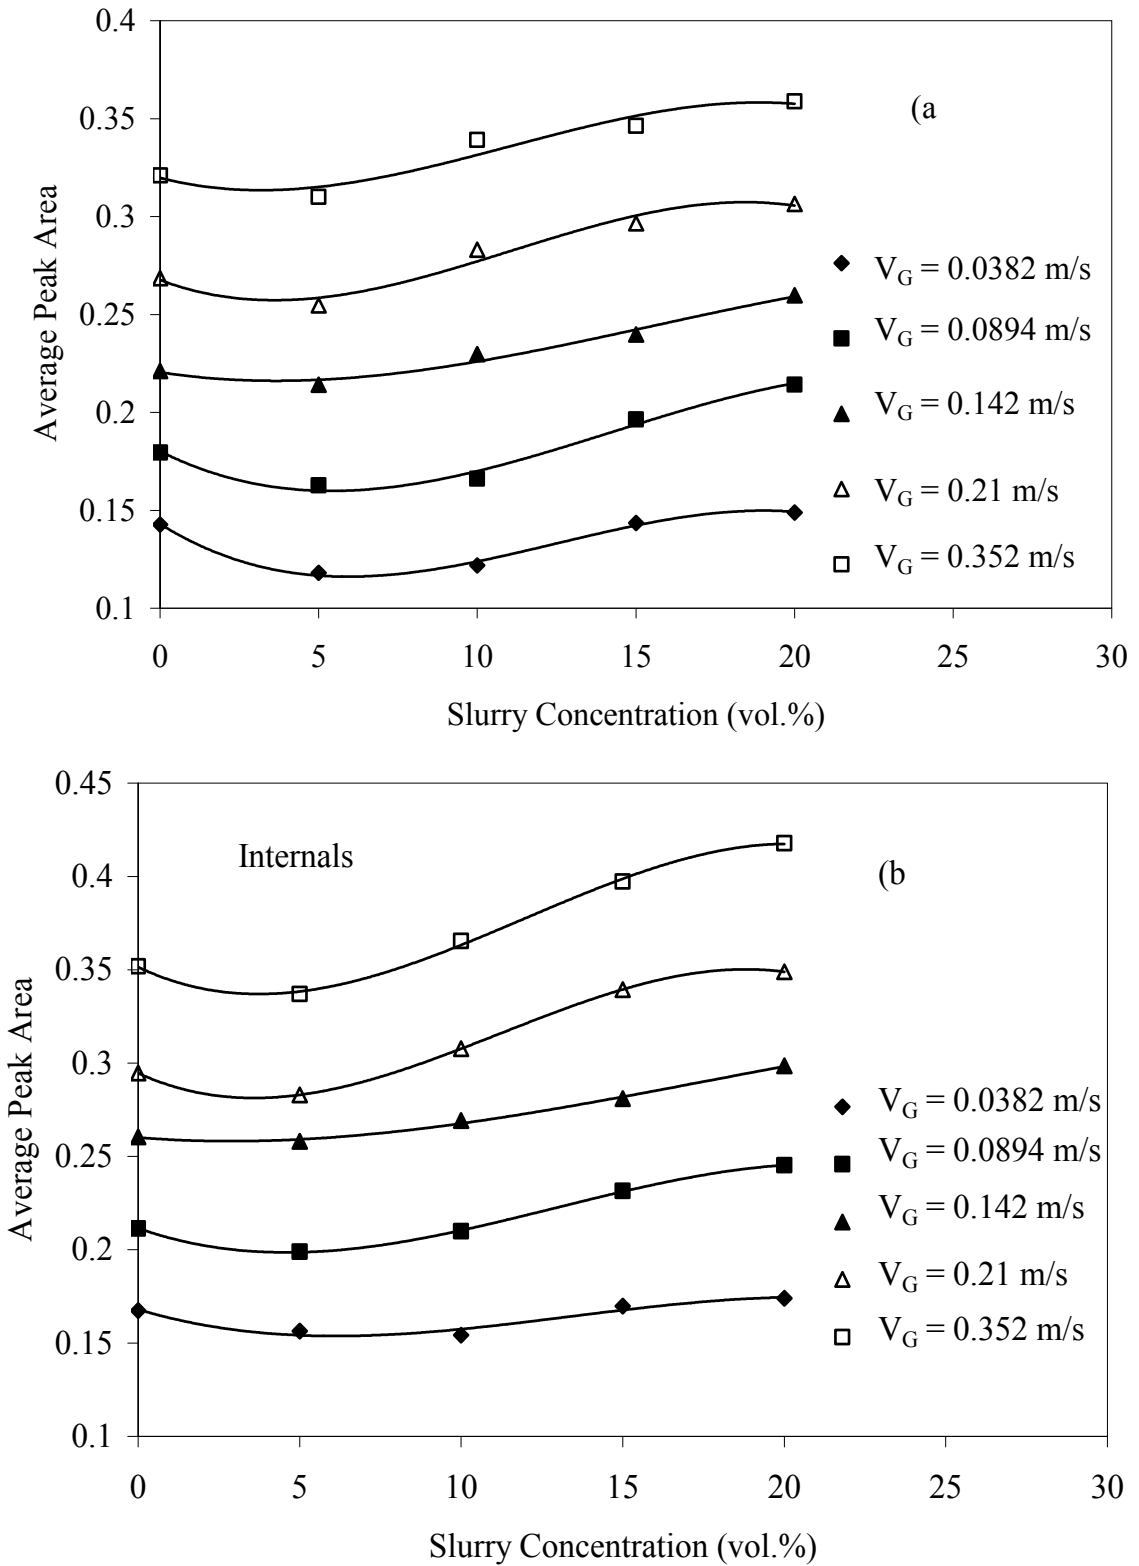 0.4
0.35
0.3
0.25
0.2
0.15
0.1
Average Peak Area
(a
V_G = 0.0382 m/s
V_G = 0.0894 m/s
V_G = 0.142 m/s
V_G = 0.21 m/s
V_G = 0.352 m/s
0 5 10 15 20 25 30
Slurry Concentration (vol.%)
0.45
0.4
0.35
0.3
0.25
0.2
0.15
0.1
Average Peak Area
Internals
(b
V_G = 0.0382 m/s
V_G = 0.0894 m/s
V_G = 0.142 m/s
V_G = 0.21 m/s
V_G = 0.352 m/s
0 5 10 15 20 25 30
Slurry Concentration (vol.%)